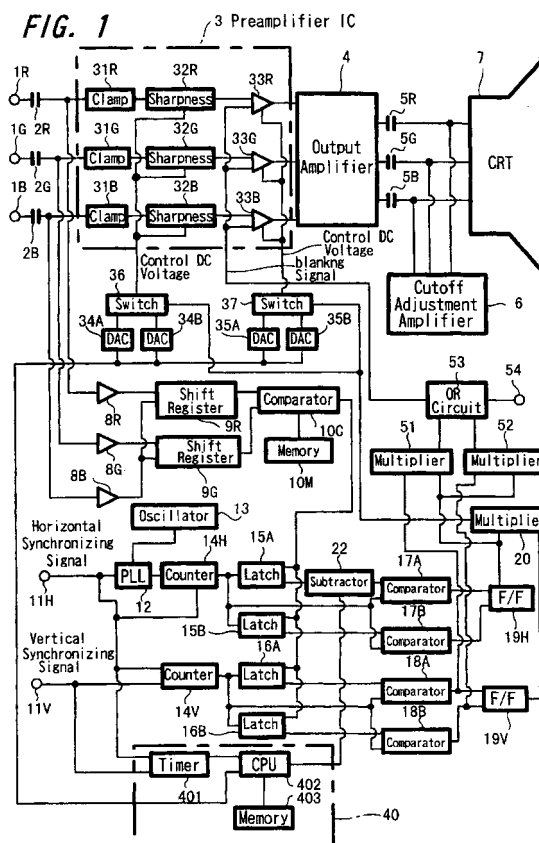 FIG. 1
3 Preamplifier IC
1R
31R
32R
33R
4
7
Clamp
Sharpness
2R
5R
1G
31G
32G
33G
5G
Clamp
Sharpness
Output
Amplifier
CRT
2G
1B
31B
32B
33B
5B
Clamp
Sharpness
2B
Control DC
Voltage
Control DC
Voltage
blankng
Signal
36
Switch
37
Switch
Cutoff
Adjustment
Amplifier
6
34A
34B
35A
35B
DAC
DAC
DAC
DAC
53
54
OR
Circuit
8R
Shift
Register
9R
Comparator
10C
51
52
8G
Shift
Register
9G
Memory
10M
Multiplier
Multiplier
8B
Oscillator
13
Multiplier
20
Horizontal
Synchronizing
Signal
14H
15A
22
17A
11H
PLL
12
Counter
Latch
Subtractor
Comparator
F/F
19H
15B
Latch
17B
Comparator
Vertical
Synchronizing
Signal
16A
18A
11V
Counter
14V
Latch
Comparator
F/F
19V
16B
Latch
18B
Comparator
Timer
401
CPU
402
Memory
403
40